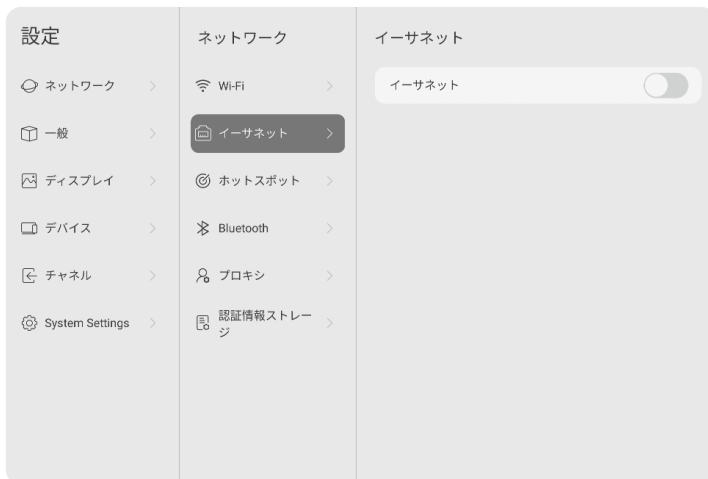 設定
ネットワーク
一般
ディスプレイ
デバイス
チャネル
System Settings
ネットワーク
Wi-Fi
イーサネット
ホットスポット
Bluetooth
プロキシ
認証情報ストレー
ジ
イーサネット
イーサネット